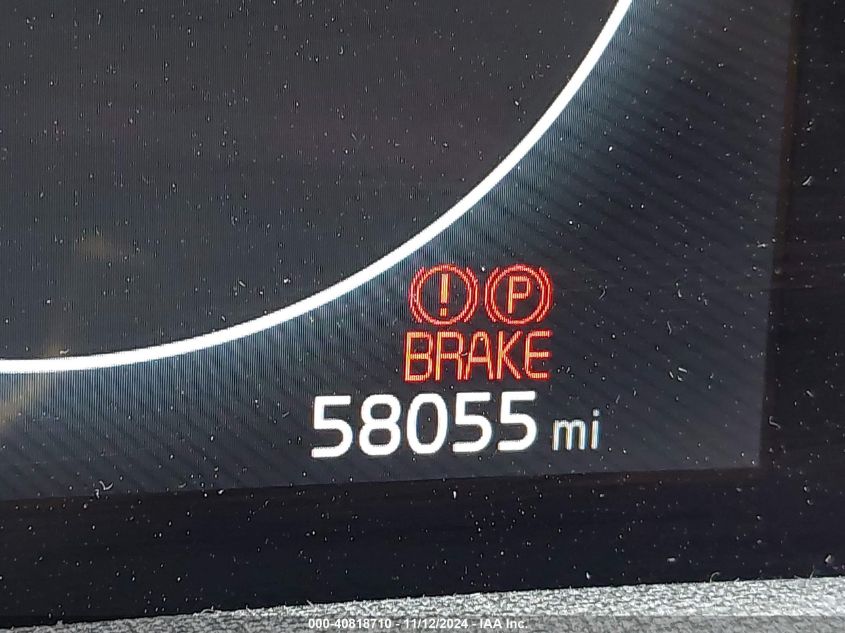 ! P
BRAKE
58055 mi
000-40818710 - 11/12/2024 - IAA Inc.